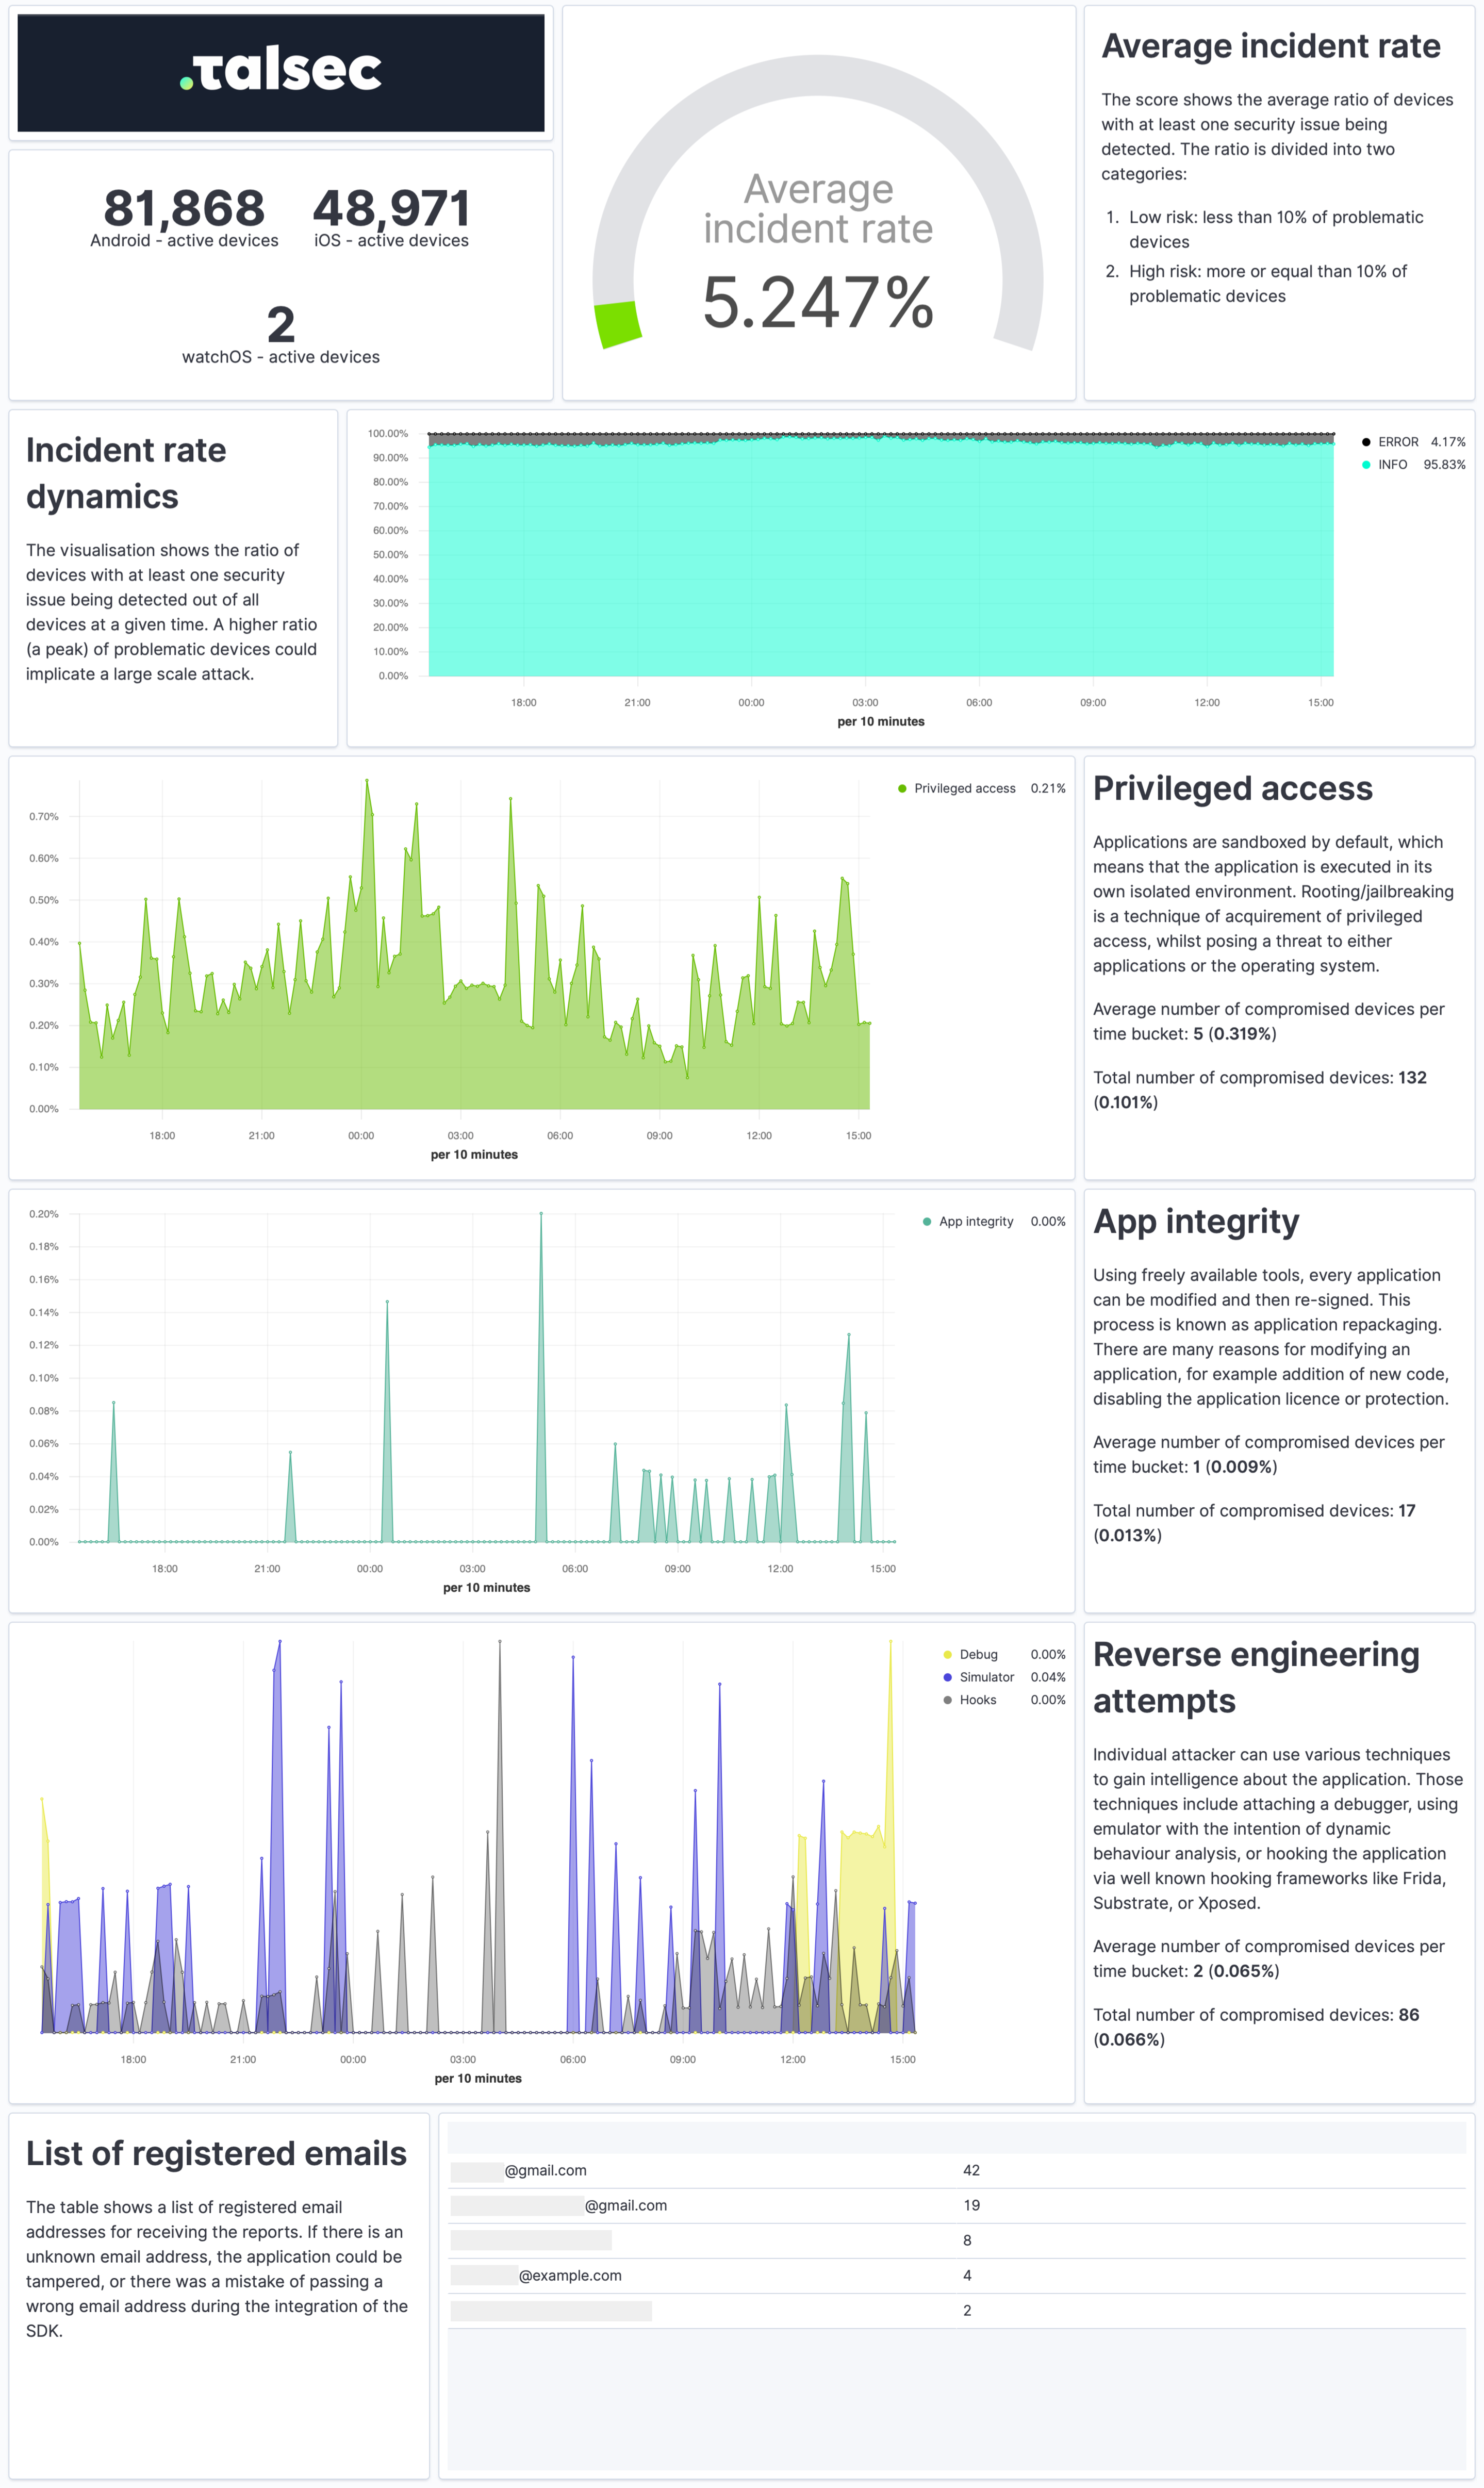 .talsec
81,868
Android - active devices
48,971
iOS - active devices
2
watchOS - active devices
Average
incident rate
5.247%
Average incident rate
The score shows the average ratio of devices
with at least one security issue being
detected. The ratio is divided into two
categories:
1. Low risk: less than 10% of problematic
devices
2. High risk: more or equal than 10% of
problematic devices
Incident rate
dynamics
The visualisation shows the ratio of
devices with at least one security
issue being detected out of all
devices at a given time. A higher ratio
(a peak) of problematic devices could
implicate a large scale attack.
100.00%
90.00%
80.00%
70.00%
60.00%
50.00%
40.00%
30.00%
20.00%
10.00%
0.00%
18:00 21:00 00:00 03:00 06:00 09:00 12:00 15:00
per 10 minutes
ERROR 4.17%
INFO 95.83%
0.70%
0.60%
0.50%
0.40%
0.30%
0.20%
0.10%
0.00%
18:00 21:00 00:00 03:00 06:00 09:00 12:00 15:00
per 10 minutes
Privileged access 0.21%
Privileged access
Applications are sandboxed by default, which
means that the application is executed in its
own isolated environment. Rooting/jailbreaking
is a technique of acquirement of privileged
access, whilst posing a threat to either
applications or the operating system.
Average number of compromised devices per
time bucket: 5 (0.319%)
Total number of compromised devices: 132
(0.101%)
0.20%
0.18%
0.16%
0.14%
0.12%
0.10%
0.08%
0.06%
0.04%
0.02%
0.00%
18:00 21:00 00:00 03:00 06:00 09:00 12:00 15:00
per 10 minutes
App integrity 0.00%
App integrity
Using freely available tools, every application
can be modified and then re-signed. This
process is known as application repackaging.
There are many reasons for modifying an
application, for example addition of new code,
disabling the application licence or protection.
Average number of compromised devices per
time bucket: 1 (0.009%)
Total number of compromised devices: 17
(0.013%)
18:00 21:00 00:00 03:00 06:00 09:00 12:00 15:00
per 10 minutes
Debug 0.00%
Simulator 0.04%
Hooks 0.00%
Reverse engineering
attempts
Individual attacker can use various techniques
to gain intelligence about the application. Those
techniques include attaching a debugger, using
emulator with the intention of dynamic
behaviour analysis, or hooking the application
via well known hooking frameworks like Frida,
Substrate, or Xposed.
Average number of compromised devices per
time bucket: 2 (0.065%)
Total number of compromised devices: 86
(0.066%)
List of registered emails
The table shows a list of registered email
addresses for receiving the reports. If there is an
unknown email address, the application could be
tampered, or there was a mistake of passing a
wrong email address during the integration of the
SDK.
@gmail.com 42
@gmail.com 19
8
@example.com 4
2